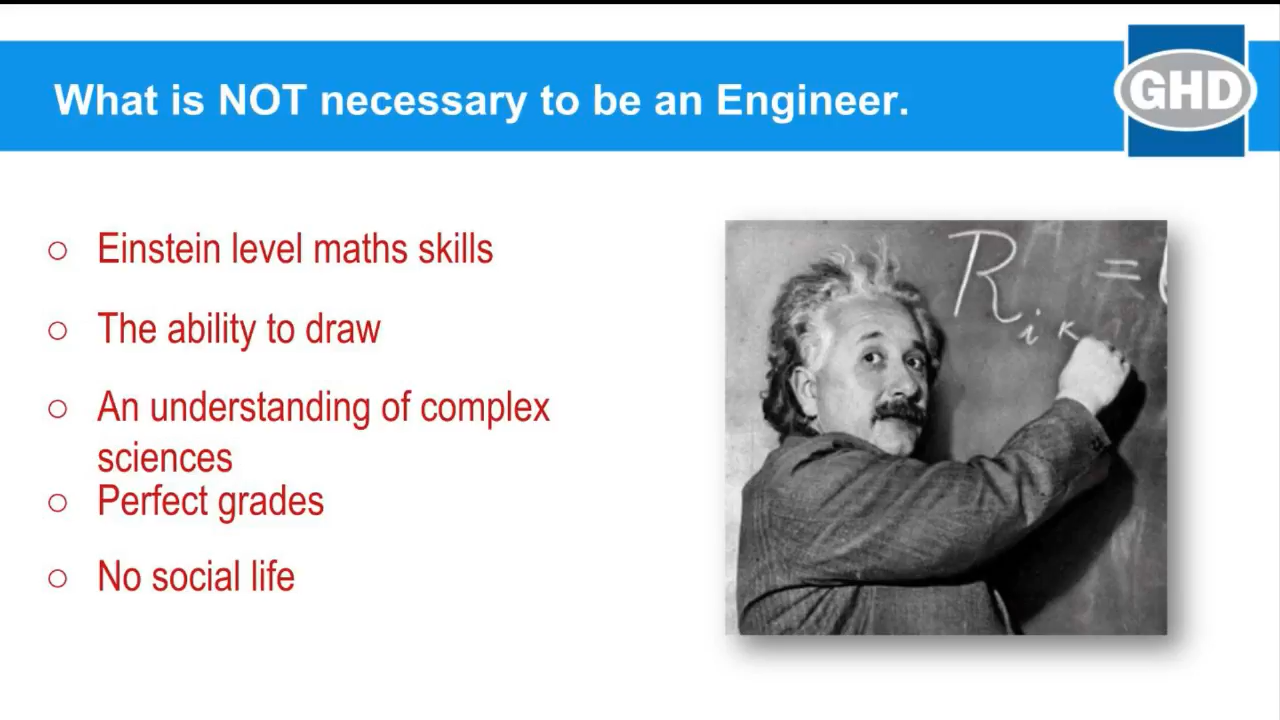 What is NOT necessary to be an Engineer.
GHD
○ Einstein level maths skills
○ The ability to draw
○ An understanding of complex
sciences
○ Perfect grades
○ No social life
R i κ =